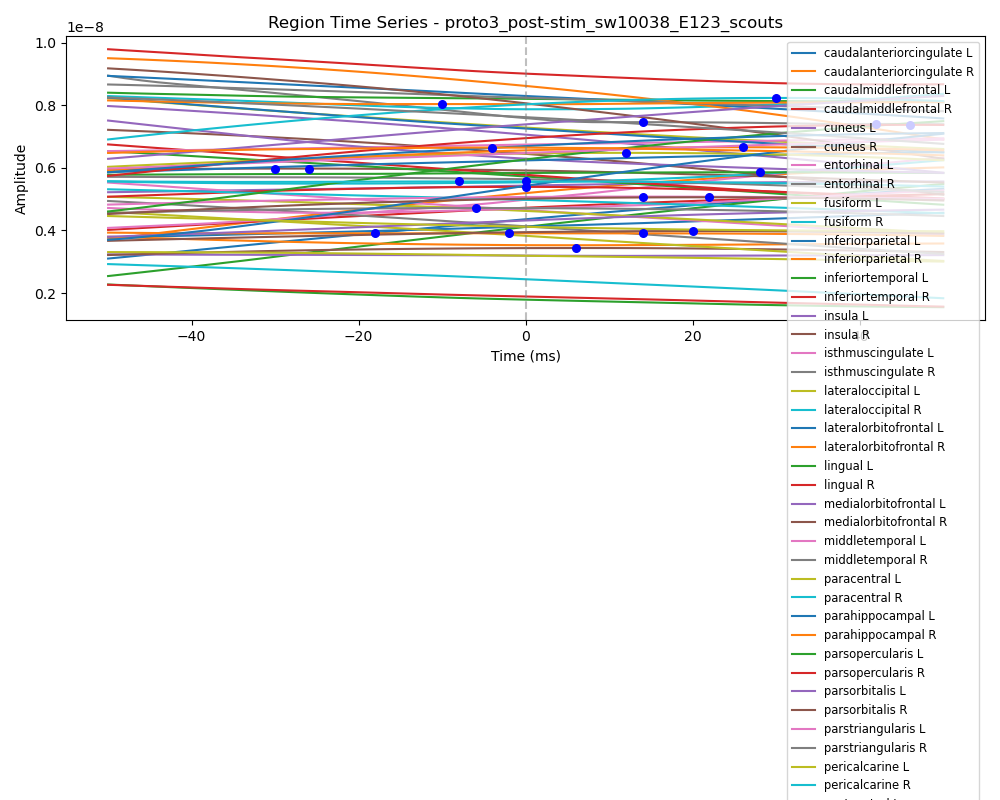 Region Time Series - proto3_post-stim_sw10038_E123_scouts
1e−8
1.0
0.8
0.6
0.4
0.2
Amplitude
−40
−20
0
20
Time (ms)
caudalanteriorcingulate L
caudalanteriorcingulate R
caudalmiddlefrontal L
caudalmiddlefrontal R
cuneus L
cuneus R
entorhinal L
entorhinal R
fusiform L
fusiform R
inferiorparietal L
inferiorparietal R
inferiortemporal L
inferiortemporal R
insula L
insula R
isthmuscingulate L
isthmuscingulate R
lateraloccipital L
lateraloccipital R
lateralorbitofrontal L
lateralorbitofrontal R
lingual L
lingual R
medialorbitofrontal L
medialorbitofrontal R
middletemporal L
middletemporal R
paracentral L
paracentral R
parahippocampal L
parahippocampal R
parsopercularis L
parsopercularis R
parsorbitalis L
parsorbitalis R
parstriangularis L
parstriangularis R
pericalcarine L
pericalcarine R